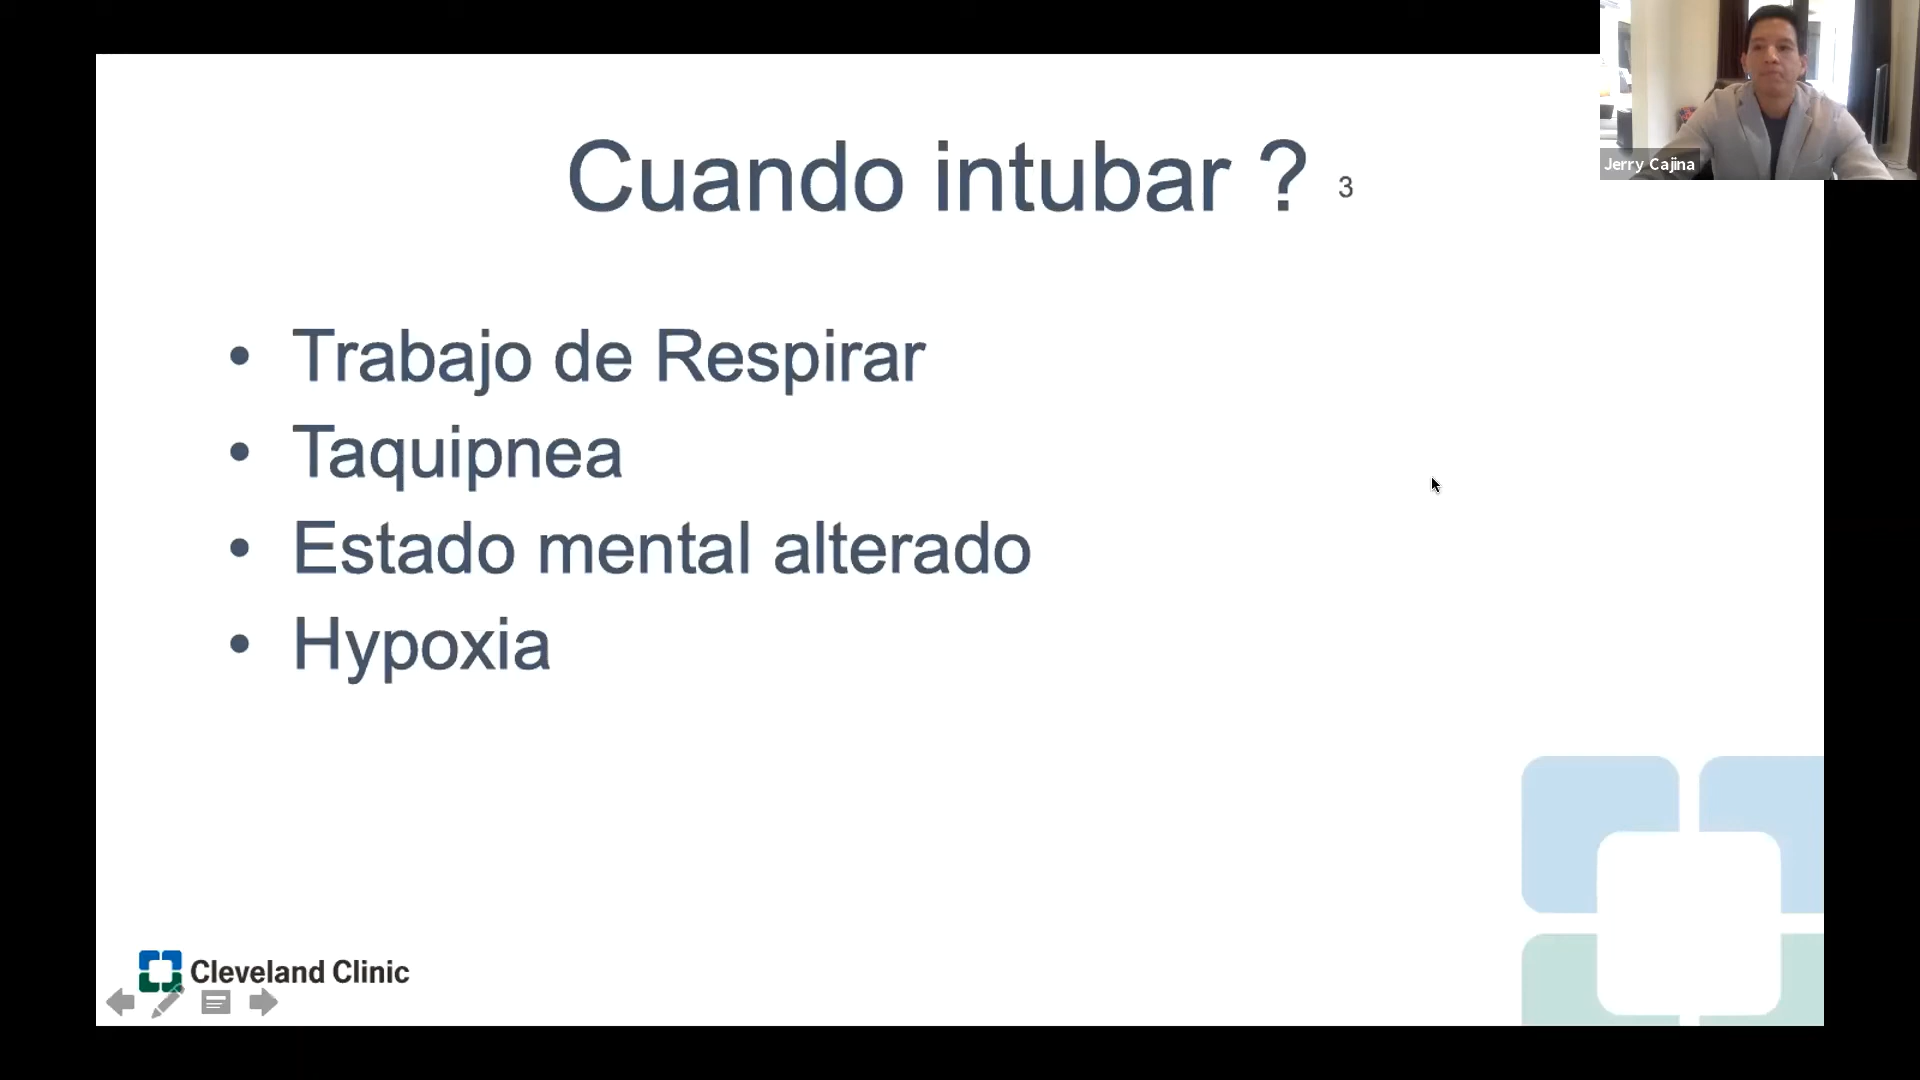 Jerry Cajina
Cuando intubar ? 3
• Trabajo de Respirar
• Taquipnea
• Estado mental alterado
• Hypoxia
Cleveland Clinic